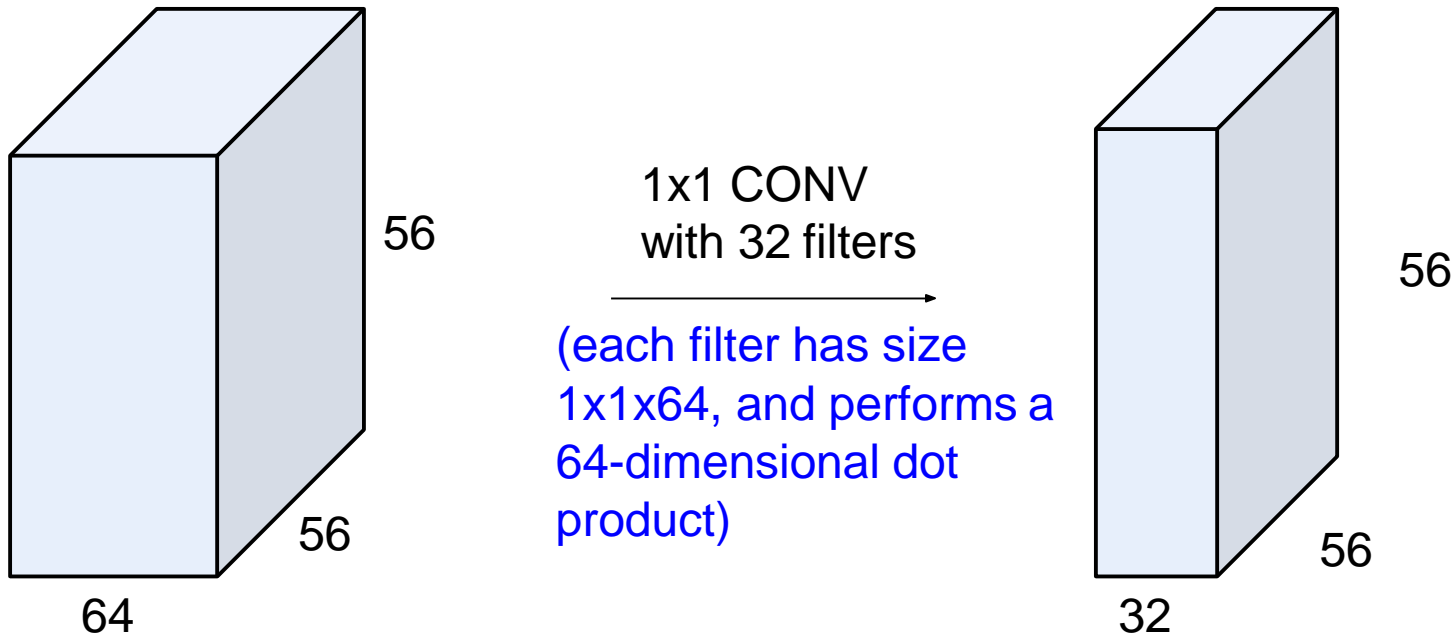 56
56
64
1x1 CONV
with 32 filters
(each filter has size
1x1x64, and performs a
64-dimensional dot
product)
56
56
32